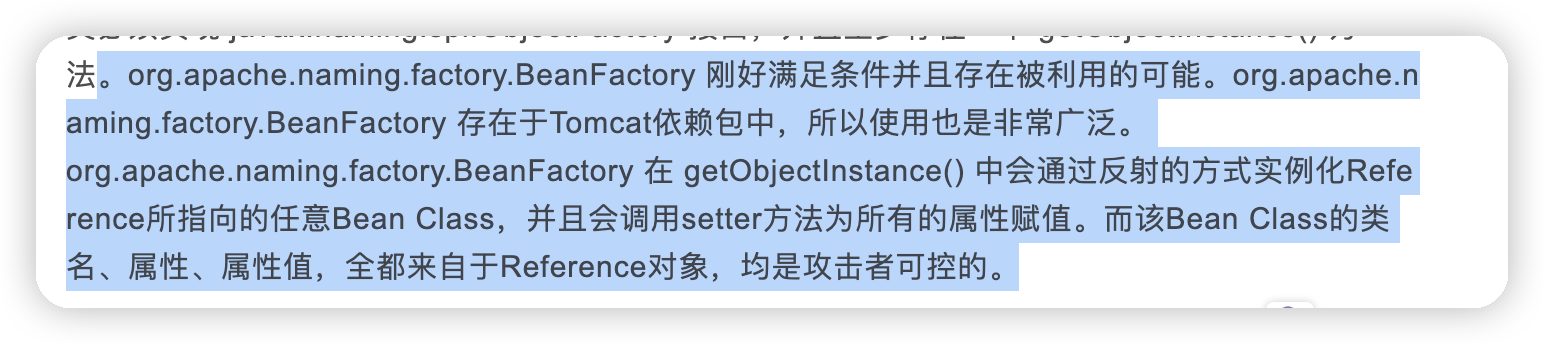 法。org.apache.naming.factory.BeanFactory 刚好满足条件并且存在被利用的可能。org.apache.n
aming.factory.BeanFactory 存在于Tomcat依赖包中，所以使用也是非常广泛。
org.apache.naming.factory.BeanFactory 在 getObjectInstance() 中会通过反射的方式实例化Refe
rence所指向的任意Bean Class，并且会调用setter方法为所有的属性赋值。而该Bean Class的类
名、属性、属性值，全都来自于Reference对象，均是攻击者可控的。